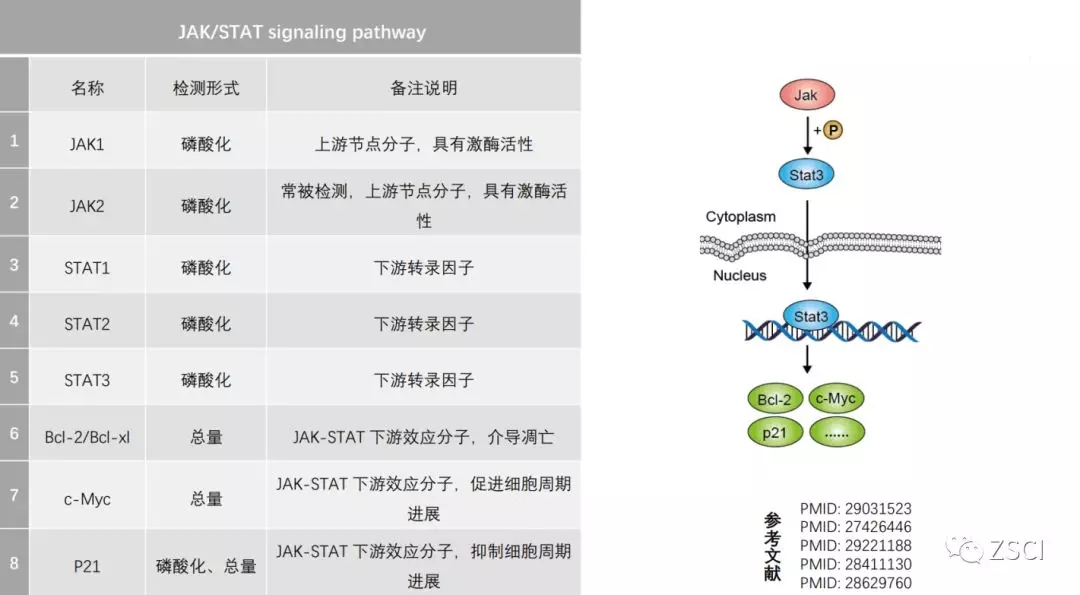 JAK/STAT signaling pathway
名称 检测形式 备注说明
1 JAK1 磷酸化 上游节点分子，具有激酶活性
2 JAK2 磷酸化 常被检测，上游节点分子，具有激酶活
性
3 STAT1 磷酸化 下游转录因子
4 STAT2 磷酸化 下游转录因子
5 STAT3 磷酸化 下游转录因子
6 Bcl-2/Bcl-xl 总量 JAK-STAT 下游效应分子，介导凋亡
7 c-Myc 总量 JAK-STAT 下游效应分子，促进细胞周期
进展
8 P21 磷酸化、总量 JAK-STAT 下游效应分子，抑制细胞周期
进展
Jak
+ P
Stat3
Cytoplasm
Nucleus
Stat3
Bcl-2 c-Myc
p21 ......
参考文献
PMID: 29031523
PMID: 27426446
PMID: 29221188
PMID: 28411130
PMID: 28629760
ZSCI